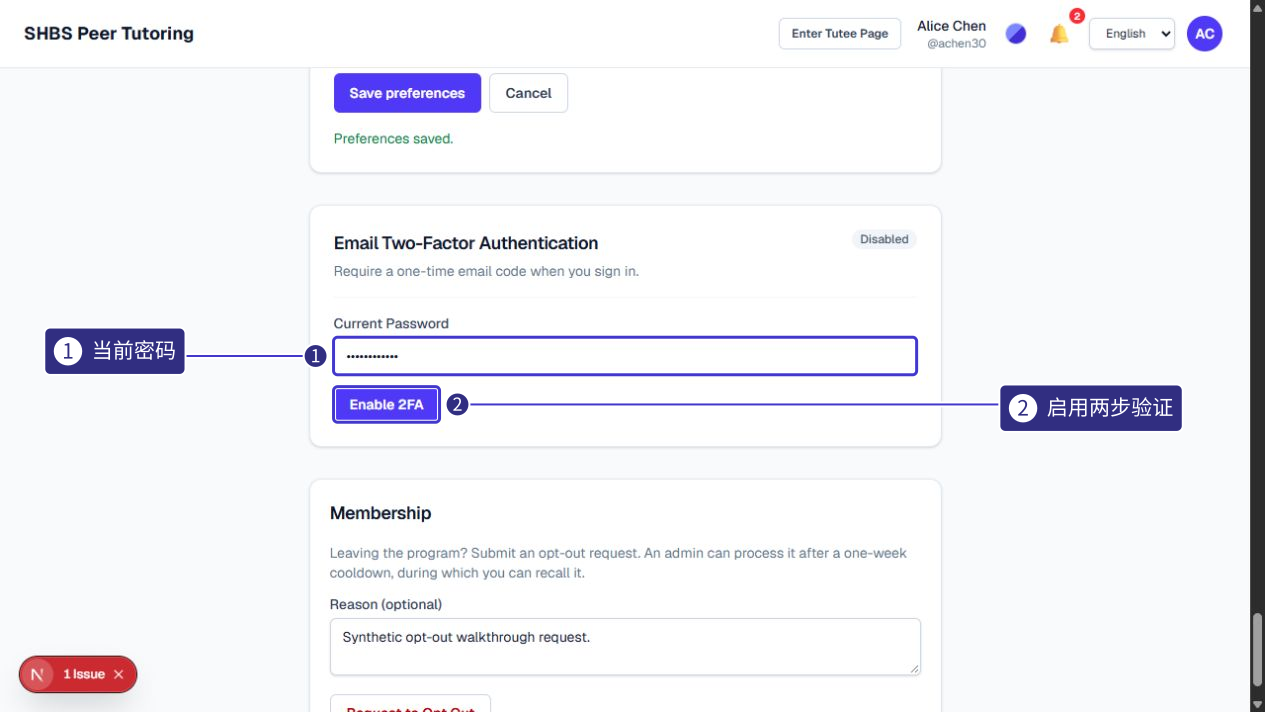 SHBS Peer Tutoring
Enter Tutee Page
Alice Chen
@achen30
2
English
AC
Save preferences
Cancel
Preferences saved.
Email Two-Factor Authentication
Disabled
Require a one-time email code when you sign in.
Current Password
1 当前密码
1
••••••••••••
Enable 2FA
2
2 启用两步验证
Membership
Leaving the program? Submit an opt-out request. An admin can process it after a one-week
cooldown, during which you can recall it.
Reason (optional)
Synthetic opt-out walkthrough request.
N 1 Issue
Request to Opt Out